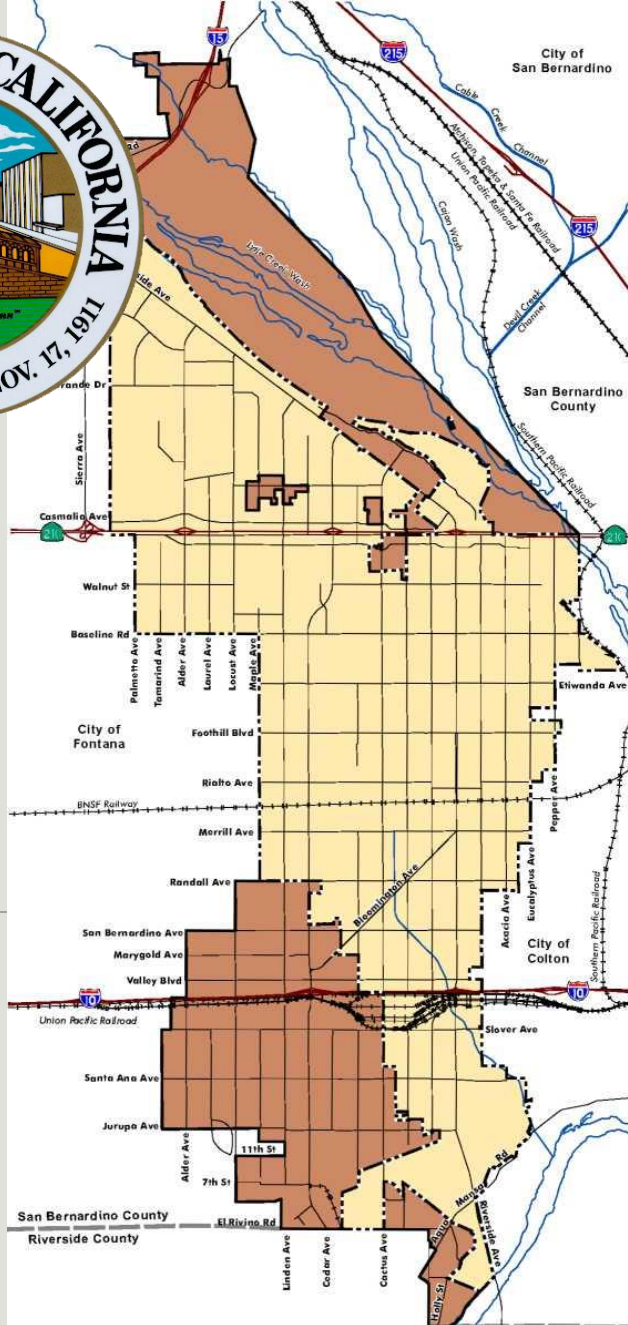 CALIFORNIA
NOV. 17, 1911
15
215
City of
San Bernardino
Cable
Creek
Channel
Atchison, Topeka & Santa Fe Railroad
Union Pacific Railroad
Cajon Wash
215
Lytle Creek Wash
Devil Creek
Channel
San Bernardino
County
Southern Pacific Railroad
Sierra Ave
Casmalia Ave
210
210
Walnut St
Baseline Rd
Palmetto Ave
Tamarind Ave
Alder Ave
Laurel Ave
Locust Ave
Maple Ave
Etiwanda Ave
City of
Fontana
Foothill Blvd
Rialto Ave
Pepper Ave
BNSF Railway
Merrill Ave
Randall Ave
Bloomington Ave
Eucalyptus Ave
Acacia Ave
Southern Pacific Railroad
San Bernardino Ave
Marygold Ave
City of
Colton
Valley Blvd
10
10
Union Pacific Railroad
Slover Ave
Santa Ana Ave
Jurupa Ave
Alder Ave
11th St
7th St
Agua Mansa Rd
Riverside Ave
San Bernardino County
El Rivino Rd
Riverside County
Linden Ave
Cedar Ave
Cactus Ave
Holly St